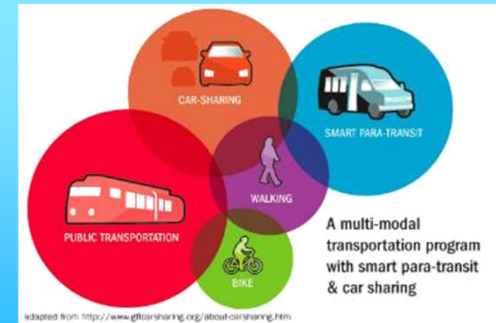 CAR-SHARING
SMART PARA-TRANSIT
WALKING
PUBLIC TRANSPORTATION
BIKE
A multi-modal
transportation program
with smart para-transit
& car sharing
adapted from http://www.gftcarsharing.org/about-carsharing.htm